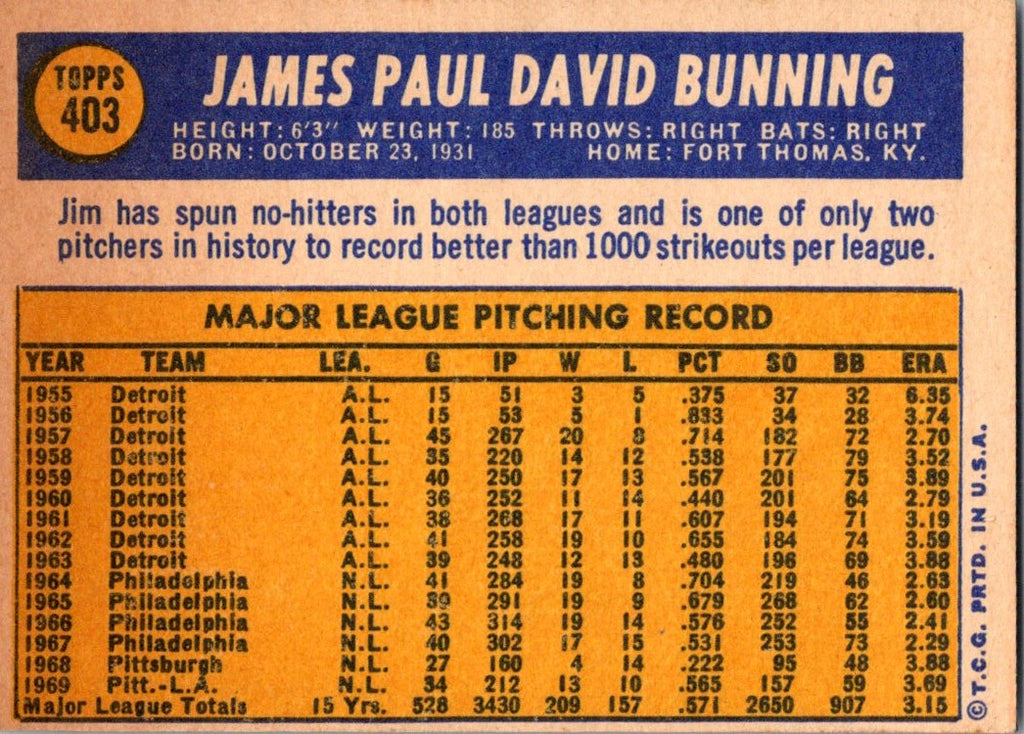 TOPPS
403
JAMES PAUL DAVID BUNNING
HEIGHT: 6'3" WEIGHT: 185 THROWS: RIGHT BATS: RIGHT
BORN: OCTOBER 23, 1931 HOME: FORT THOMAS, KY.
Jim has spun no-hitters in both leagues and is one of only two
pitchers in history to record better than 1000 strikeouts per league.
MAJOR LEAGUE PITCHING RECORD
YEAR TEAM LEA. G IP W L PCT SO BB ERA
1955 Detroit A.L. 15 51 3 5 .375 37 32 6.35
1956 Detroit A.L. 15 53 5 1 .833 34 28 3.74
1957 Detroit A.L. 45 267 20 8 .714 182 72 2.70
1958 Detroit A.L. 35 220 14 12 .538 177 79 3.52
1959 Detroit A.L. 40 250 17 13 .567 201 75 3.89
1960 Detroit A.L. 36 252 11 14 .440 201 64 2.79
1961 Detroit A.L. 38 268 17 11 .607 194 71 3.19
1962 Detroit A.L. 41 258 19 10 .655 184 74 3.59
1963 Detroit A.L. 39 248 12 13 .480 196 69 3.88
1964 Philadelphia N.L. 41 284 19 8 .704 219 46 2.63
1965 Philadelphia N.L. 39 291 19 9 .679 268 62 2.60
1966 Philadelphia N.L. 43 314 19 14 .576 252 55 2.41
1967 Philadelphia N.L. 40 302 17 15 .531 253 73 2.29
1968 Pittsburgh N.L. 27 160 4 14 .222 95 48 3.88
1969 Pitt.-L.A. N.L. 34 212 13 10 .565 157 59 3.69
Major League Totals 15 Yrs. 528 3430 209 157 .571 2650 907 3.15
© T.C.G. PRTD. IN U.S.A.